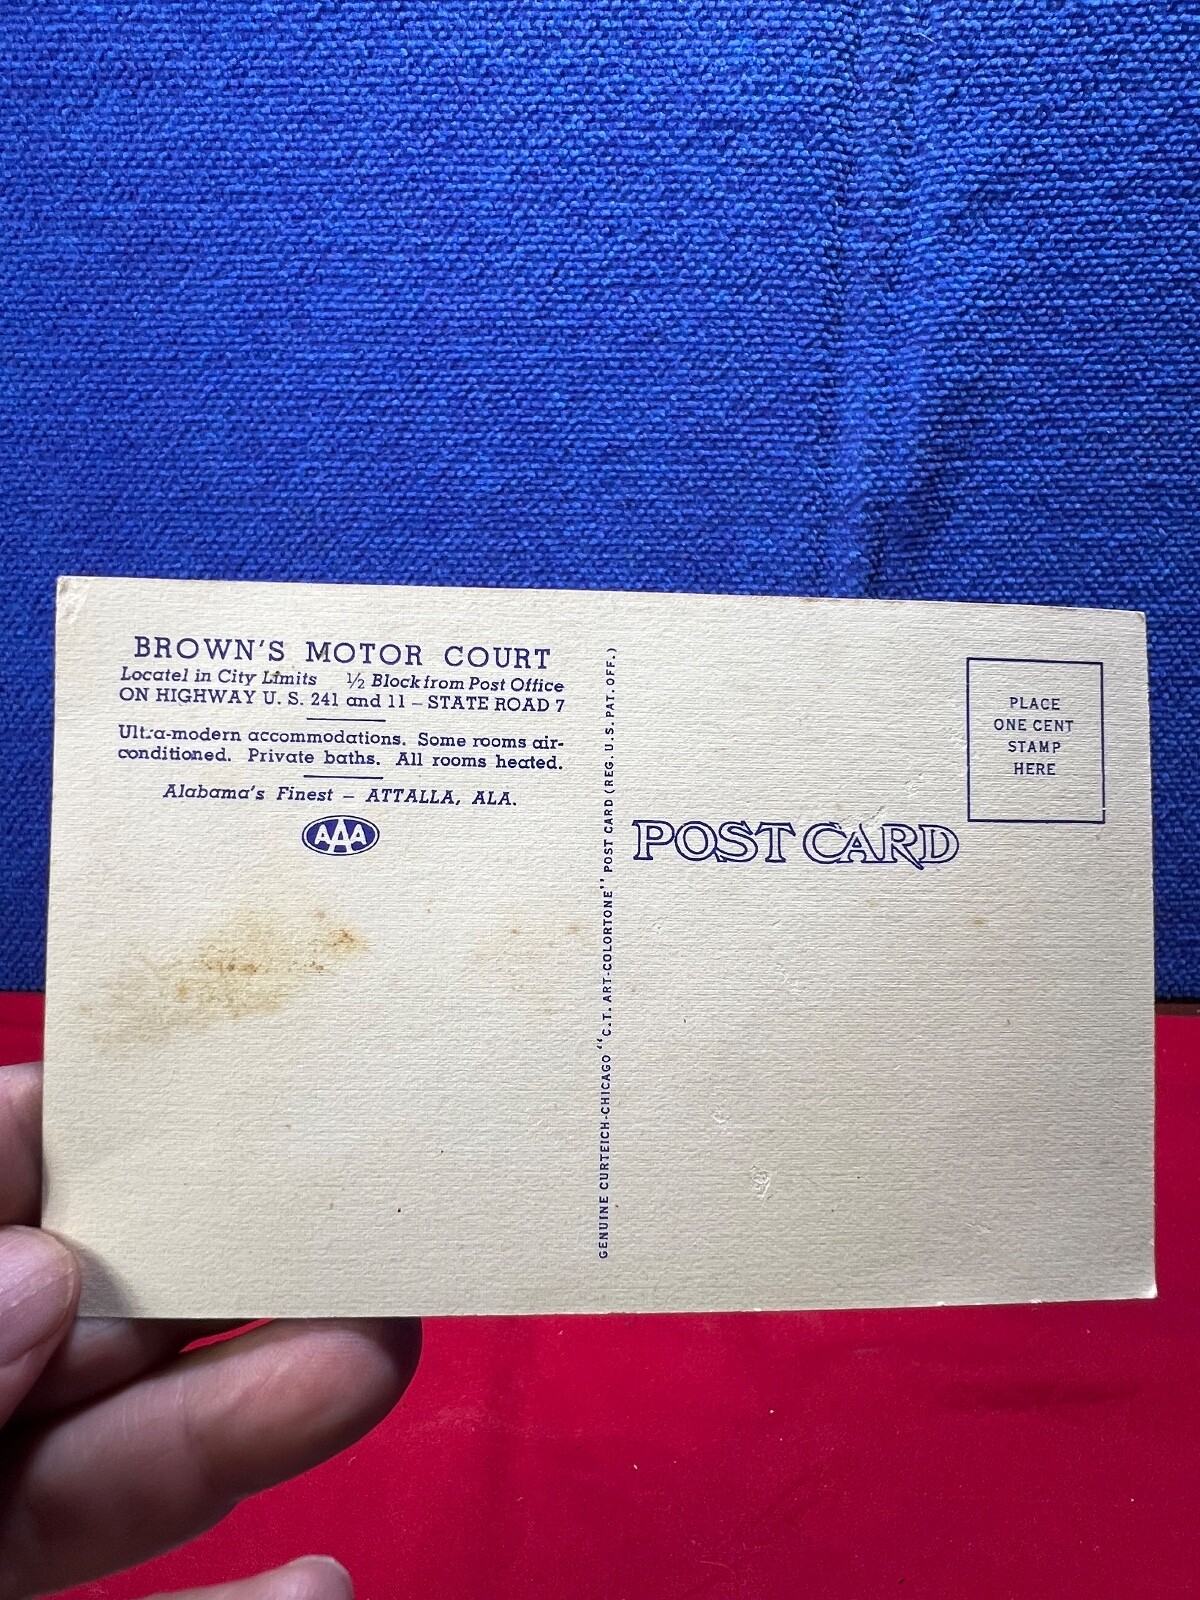 BROWN'S MOTOR COURT
Locatel in City Limits ½ Block from Post Office
ON HIGHWAY U. S. 241 and 11 – STATE ROAD 7
Ultra-modern accommodations. Some rooms air-
conditioned. Private baths. All rooms heated.
Alabama's Finest – ATTALLA, ALA.
AAA
GENUINE CURTEICH-CHICAGO "C.T. ART-COLORTONE" POST CARD (REG. U.S. PAT. OFF.)
POST CARD
PLACE
ONE CENT
STAMP
HERE